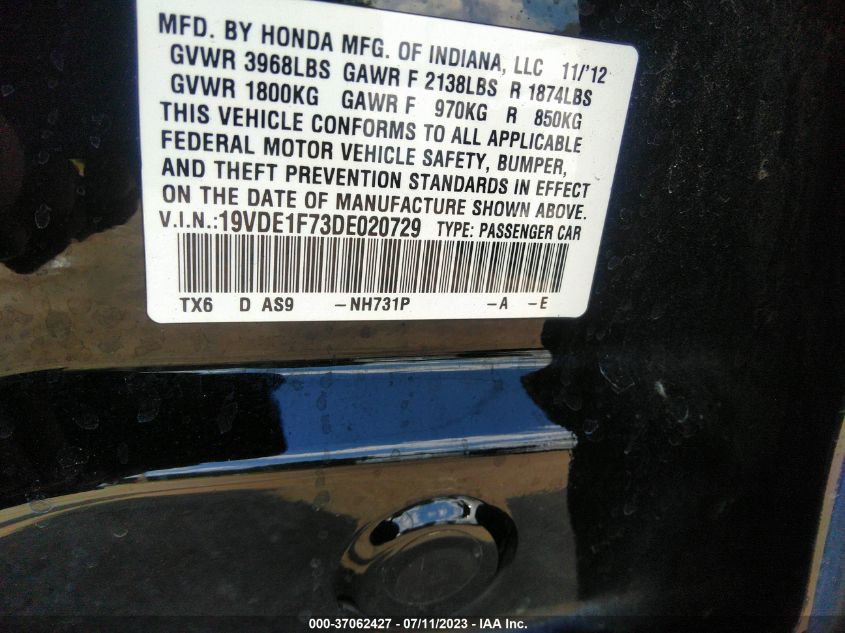 MFD. BY HONDA MFG. OF INDIANA, LLC 11/'12
GVWR 3968LBS GAWR F 2138LBS R 1874LBS
GVWR 1800KG GAWR F 970KG R 850KG
THIS VEHICLE CONFORMS TO ALL APPLICABLE
FEDERAL MOTOR VEHICLE SAFETY, BUMPER,
AND THEFT PREVENTION STANDARDS IN EFFECT
ON THE DATE OF MANUFACTURE SHOWN ABOVE.
V.I.N.:19VDE1F73DE020729 TYPE: PASSENGER CAR
TX6 D AS9 –NH731P –A –E
000-37062427 - 07/11/2023 - IAA Inc.